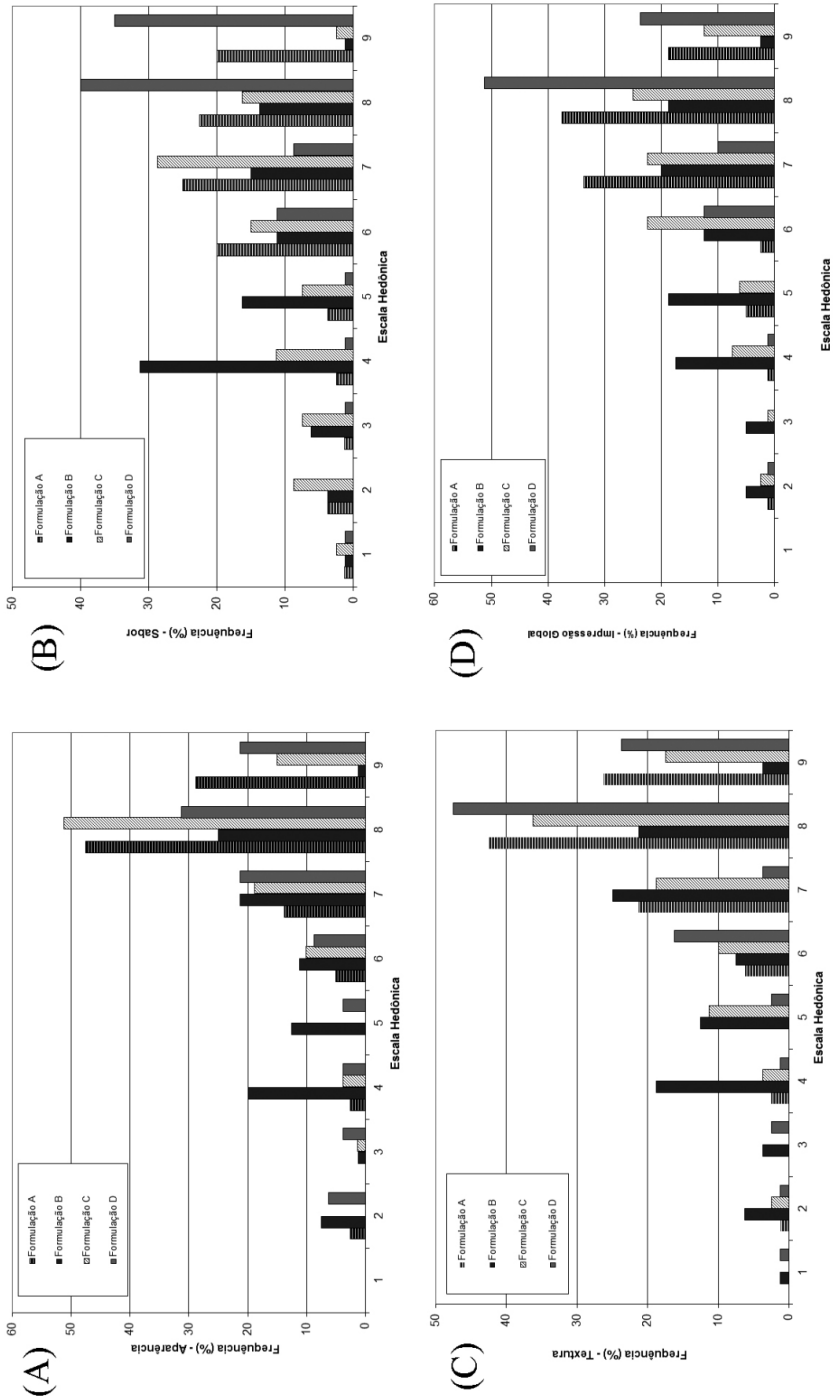 (A)
Frequência (%) - Aparência
60
50
40
30
20
10
0
Formulação A
Formulação B
Formulação C
Formulação D
1 2 3 4 5 6 7 8 9
Escala Hedônica
(B)
Frequência (%) - Sabor
50
40
30
20
10
0
Formulação A
Formulação B
Formulação C
Formulação D
1 2 3 4 5 6 7 8 9
Escala Hedônica
(C)
Frequência (%) - Textura
50
40
30
20
10
0
Formulação A
Formulação B
Formulação C
Formulação D
1 2 3 4 5 6 7 8 9
Escala Hedônica
(D)
Frequência - (%) - Impressão Global
60
50
40
30
20
10
0
Formulação A
Formulação B
Formulação C
Formulação D
1 2 3 4 5 6 7 8 9
Escala Hedônica